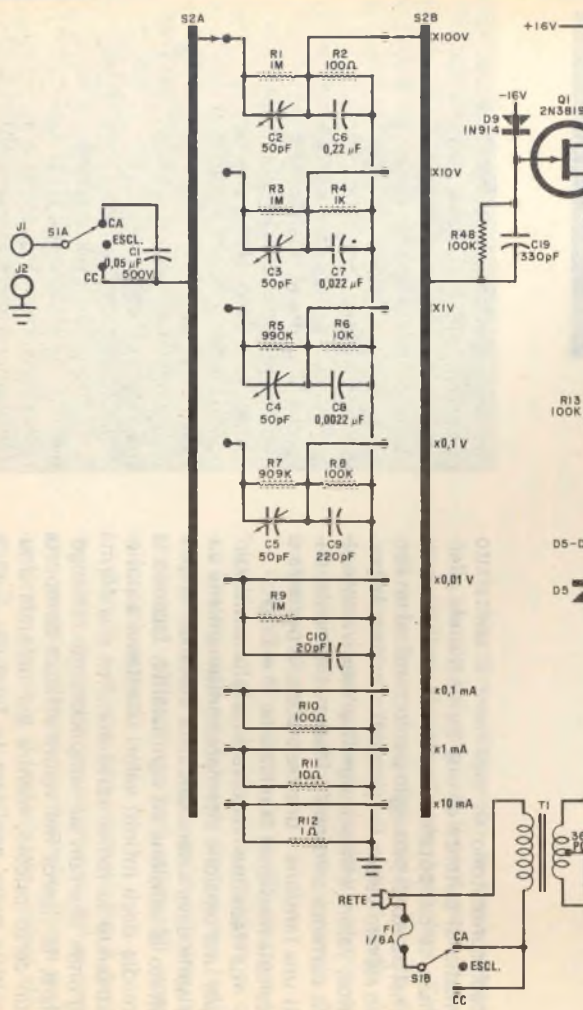 S2A
S2B
+16V
X100V
R1
1M
R2
100Ω
C2
50pF
C6
0,22 µF
-16V
D9
1N914
Q1
2N3819
X10V
R3
1M
R4
1K
C3
50pF
C7
0,022 µF
R48
100K
C19
330pF
J1
S1A
CA
ESCL.
C1
0,05 µF
500V
CC
J2
X1V
R5
990K
R6
10K
C4
50pF
C8
0,0022 µF
R13
100K
x0,1 V
R7
909K
R8
100K
C5
50pF
C9
220pF
D5-D
D5
x0,01 V
R9
1M
C10
20pF
x0,1 mA
R10
100Ω
x1 mA
R11
10Ω
x10 mA
R12
1Ω
T1
36
RETE
F1
1/6A
CA
ESCL.
S1B
CC